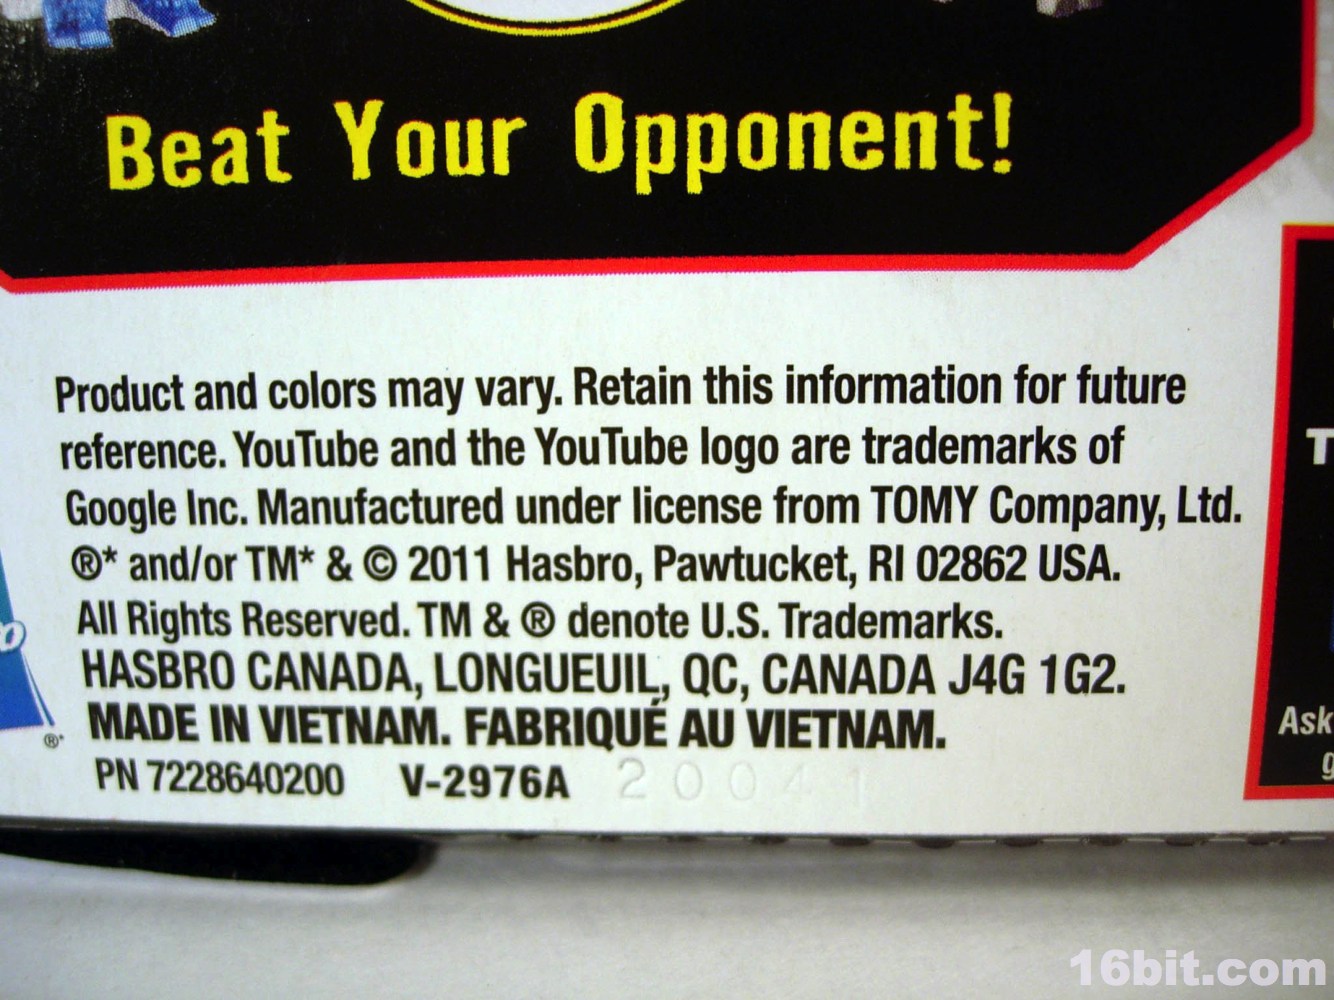 Beat Your Opponent!
Product and colors may vary. Retain this information for future
reference. YouTube and the YouTube logo are trademarks of
Google Inc. Manufactured under license from TOMY Company, Ltd.
®* and/or TM* & © 2011 Hasbro, Pawtucket, RI 02862 USA.
All Rights Reserved. TM & ® denote U.S. Trademarks.
HASBRO CANADA, LONGUEUIL, QC, CANADA J4G 1G2.
MADE IN VIETNAM. FABRIQUÉ AU VIETNAM.
®*
PN 7228640200 V-2976A 20041
Ask
16bit.com